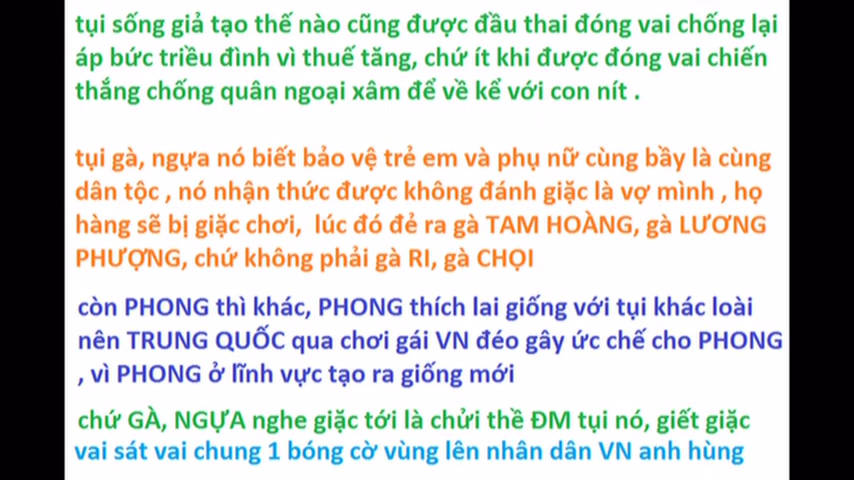 tụi sống giả tạo thế nào cũng được đầu thai đóng vai chống lại
áp bức triều đình vì thuế tăng, chứ ít khi được đóng vai chiến
thắng chống quân ngoại xâm để về kể với con nít .
tụi gà, ngựa nó biết bảo vệ trẻ em và phụ nữ cùng bầy là cùng
dân tộc , nó nhận thức được không đánh giặc là vợ mình , họ
hàng sẽ bị giặc chơi, lúc đó đẻ ra gà TAM HOÀNG, gà LƯƠNG
PHƯỢNG, chứ không phải gà RI, gà CHỌI
còn PHONG thì khác, PHONG thích lai giống với tụi khác loài
nên TRUNG QUỐC qua chơi gái VN đéo gây ức chế cho PHONG
, vì PHONG ở lĩnh vực tạo ra giống mới
chứ GÀ, NGỰA nghe giặc tới là chửi thề ĐM tụi nó, giết giặc
vai sát vai chung 1 bóng cờ vùng lên nhân dân VN anh hùng